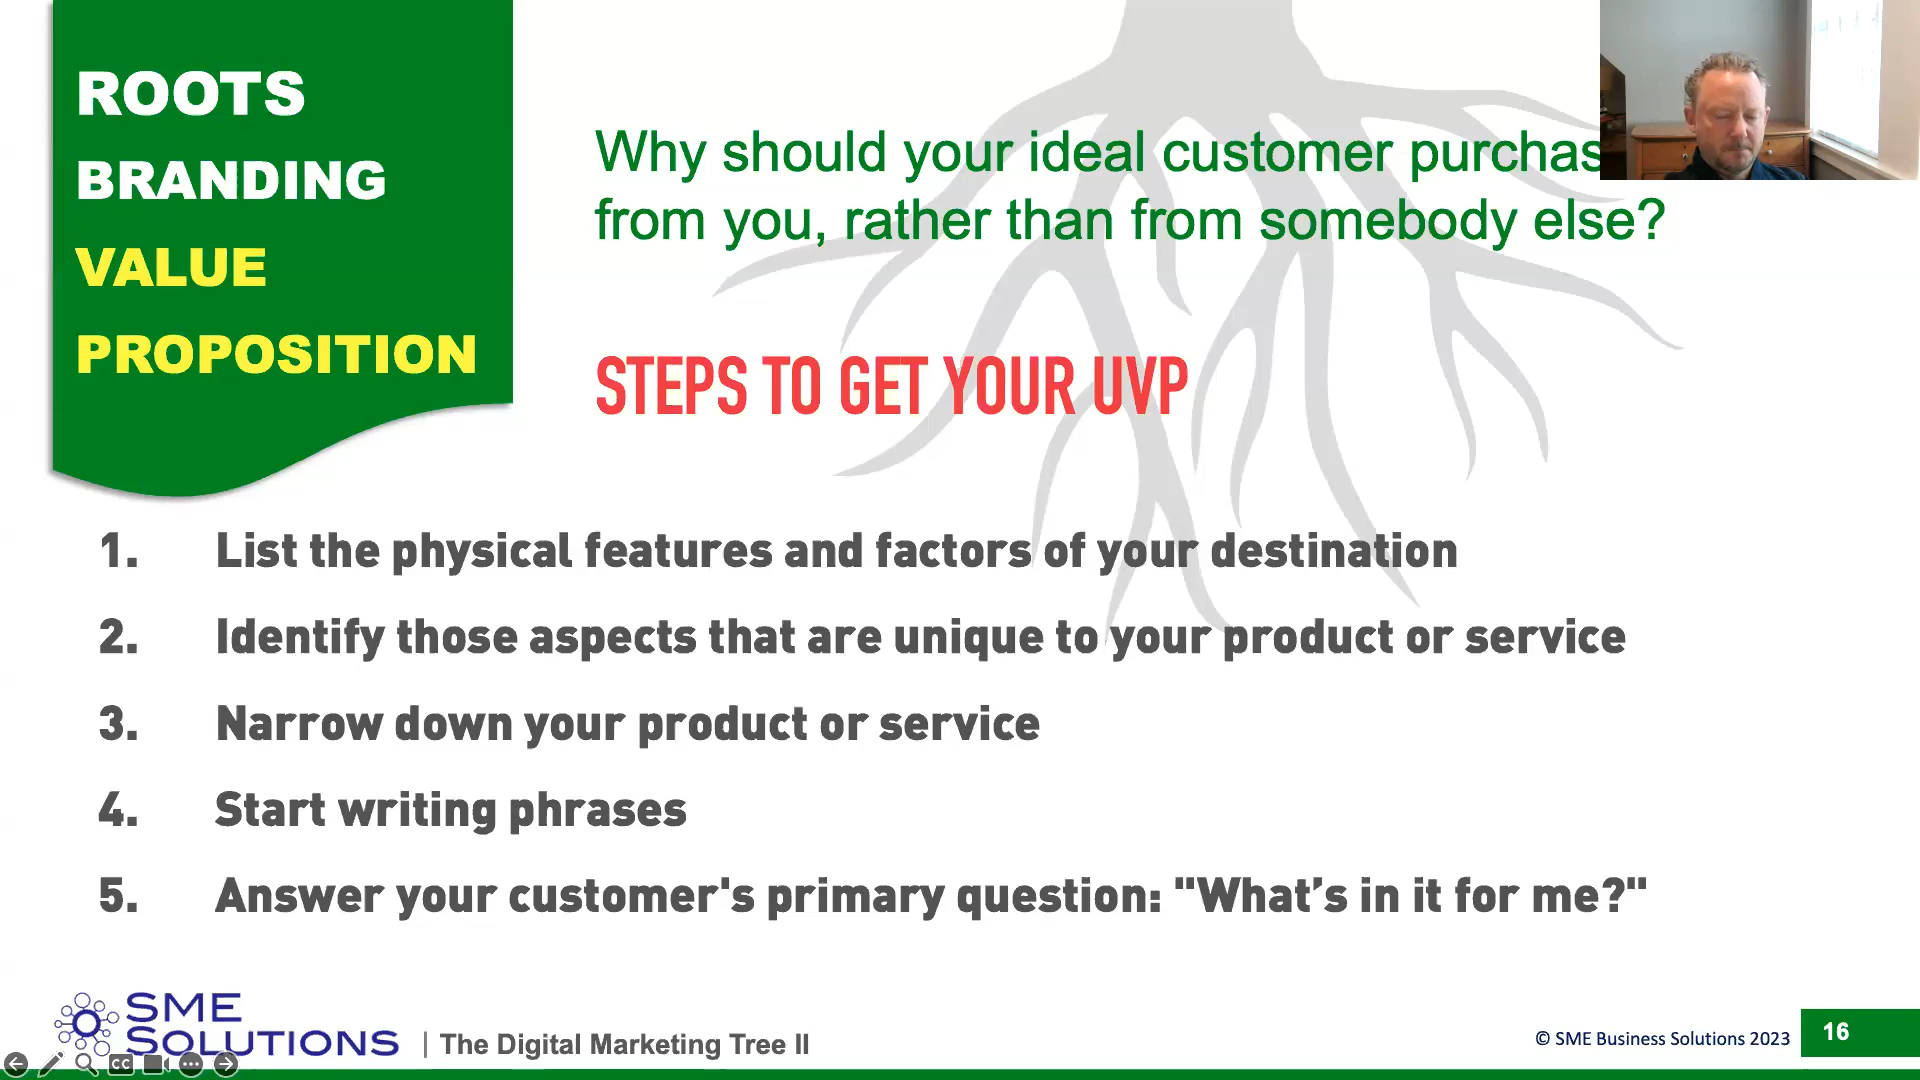 ROOTS
BRANDING
VALUE
PROPOSITION
Why should your ideal customer purchas
from you, rather than from somebody else?
STEPS TO GET YOUR UVP
1. List the physical features and factors of your destination
2. Identify those aspects that are unique to your product or service
3. Narrow down your product or service
4. Start writing phrases
5. Answer your customer's primary question: "What’s in it for me?"
SME
SOLUTIONS
| The Digital Marketing Tree II
© SME Business Solutions 2023
16
CC